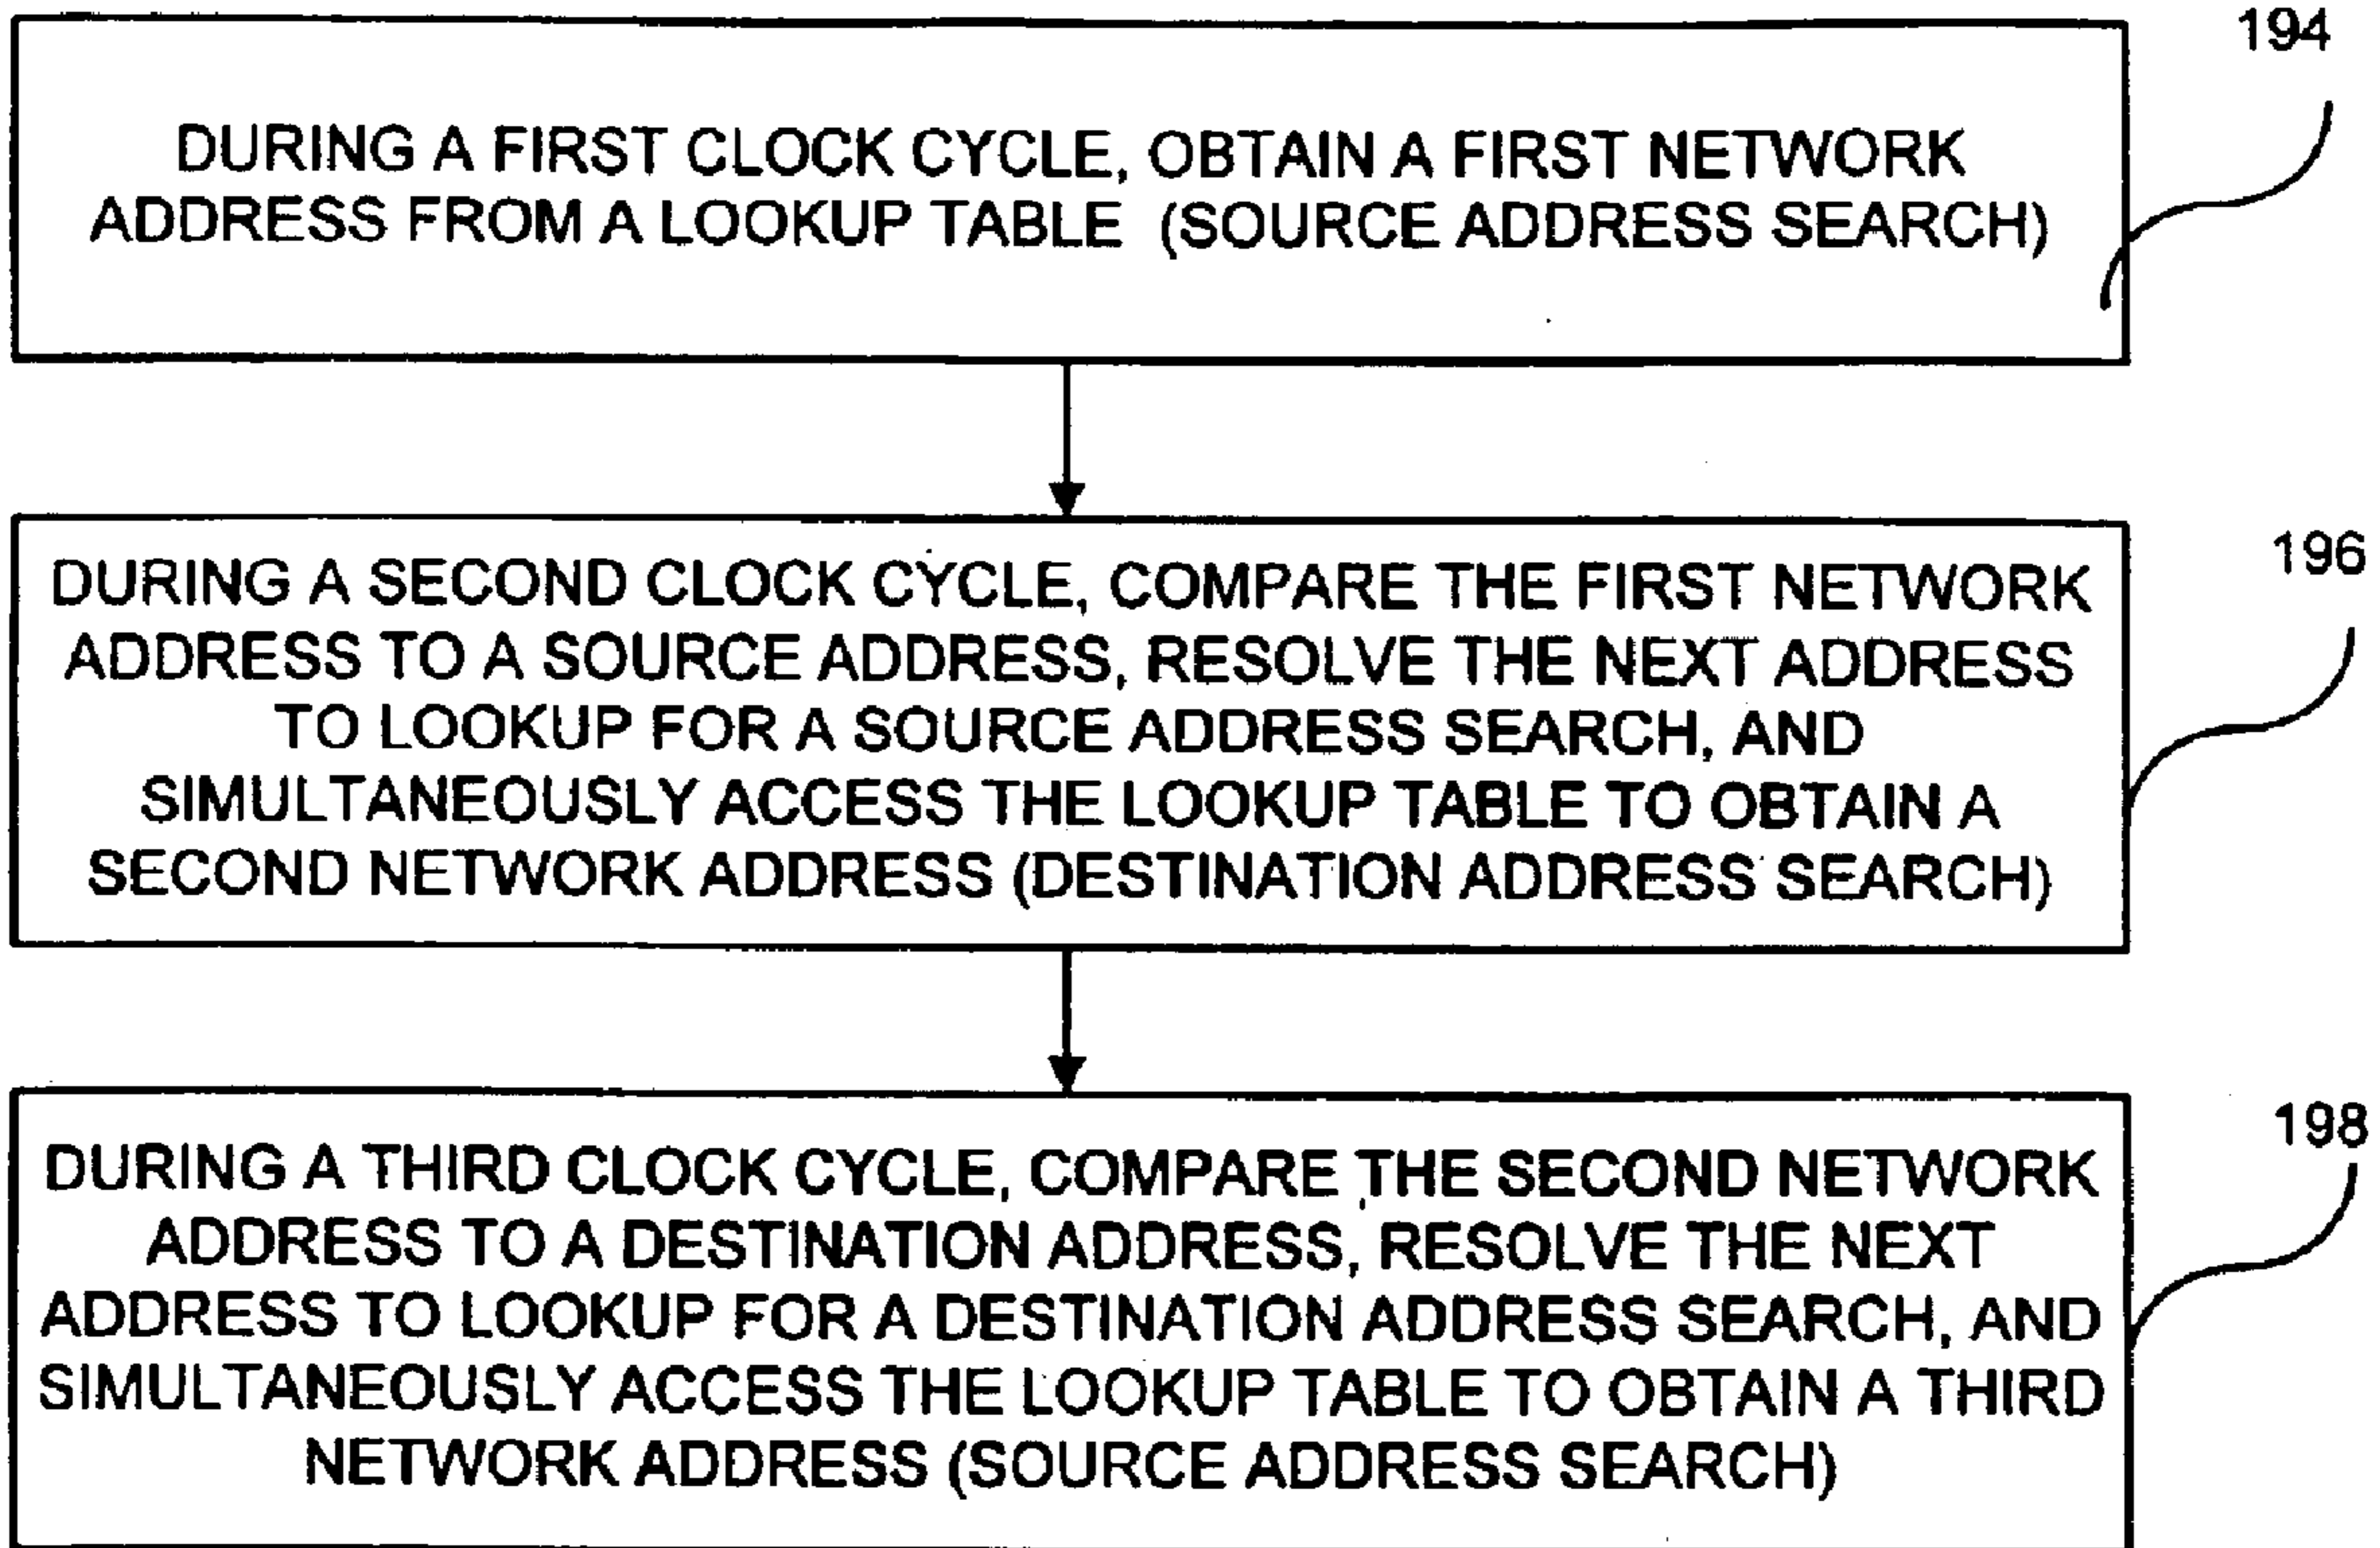 194
DURING A FIRST CLOCK CYCLE, OBTAIN A FIRST NETWORK
ADDRESS FROM A LOOKUP TABLE (SOURCE ADDRESS SEARCH)
196
DURING A SECOND CLOCK CYCLE, COMPARE THE FIRST NETWORK
ADDRESS TO A SOURCE ADDRESS, RESOLVE THE NEXT ADDRESS
TO LOOKUP FOR A SOURCE ADDRESS SEARCH, AND
SIMULTANEOUSLY ACCESS THE LOOKUP TABLE TO OBTAIN A
SECOND NETWORK ADDRESS (DESTINATION ADDRESS SEARCH)
198
DURING A THIRD CLOCK CYCLE, COMPARE THE SECOND NETWORK
ADDRESS TO A DESTINATION ADDRESS, RESOLVE THE NEXT
ADDRESS TO LOOKUP FOR A DESTINATION ADDRESS SEARCH, AND
SIMULTANEOUSLY ACCESS THE LOOKUP TABLE TO OBTAIN A THIRD
NETWORK ADDRESS (SOURCE ADDRESS SEARCH)